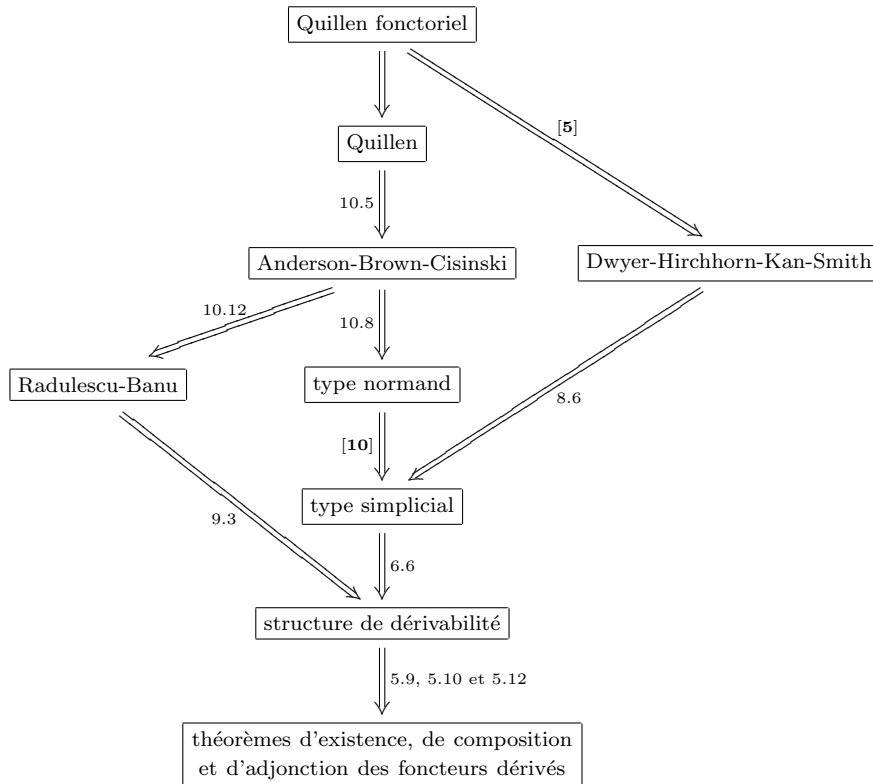 Quillen fonctoriel
[5]
Quillen
10.5
Anderson-Brown-Cisinski
Dwyer-Hirchhorn-Kan-Smith
10.12
10.8
Radulescu-Banu
type normand
8.6
[10]
type simplicial
9.3
6.6
structure de dérivabilité
5.9, 5.10 et 5.12
théorèmes d'existence, de composition
et d'adjonction des foncteurs dérivés